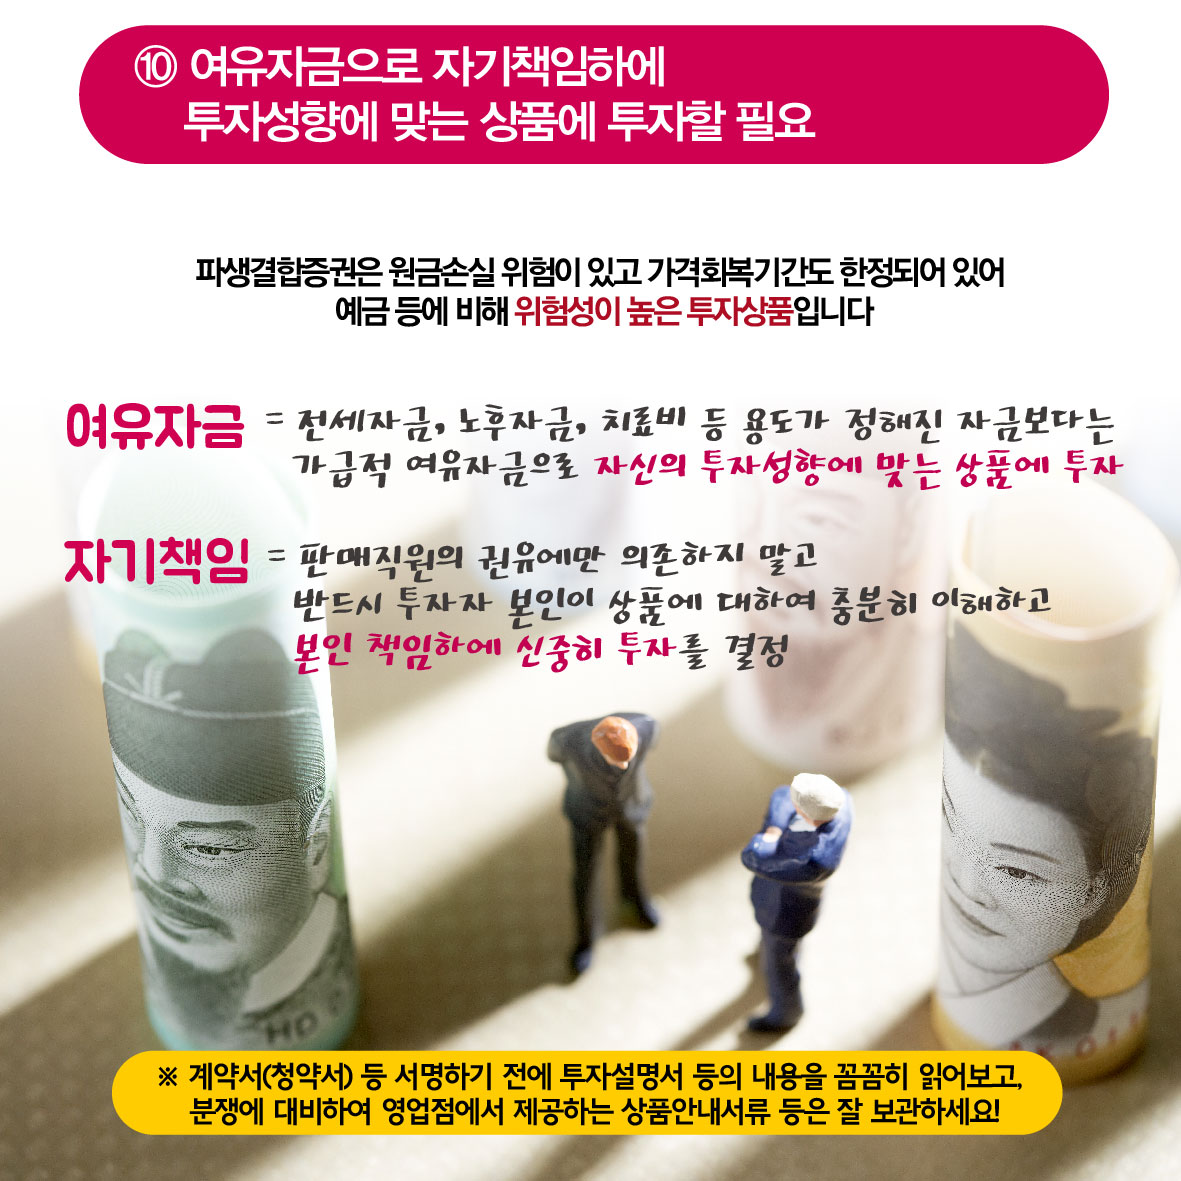 ⑩ 여유자금으로 자기책임하에
투자성향에 맞는 상품에 투자할 필요
파생결합증권은 원금손실 위험이 있고 가격회복기간도 한정되어 있어
예금 등에 비해 위험성이 높은 투자상품입니다
여유자금 = 전세자금, 노후자금, 치료비 등 용도가 정해진 자금보다는
가급적 여유자금으로 자신의 투자성향에 맞는 상품에 투자
자기책임 = 판매직원의 권유에만 의존하지 말고
반드시 투자자 본인이 상품에 대하여 충분히 이해하고
본인 책임하에 신중히 투자를 결정
※ 계약서(청약서) 등 서명하기 전에 투자설명서 등의 내용을 꼼꼼히 읽어보고,
분쟁에 대비하여 영업점에서 제공하는 상품안내서류 등은 잘 보관하세요!